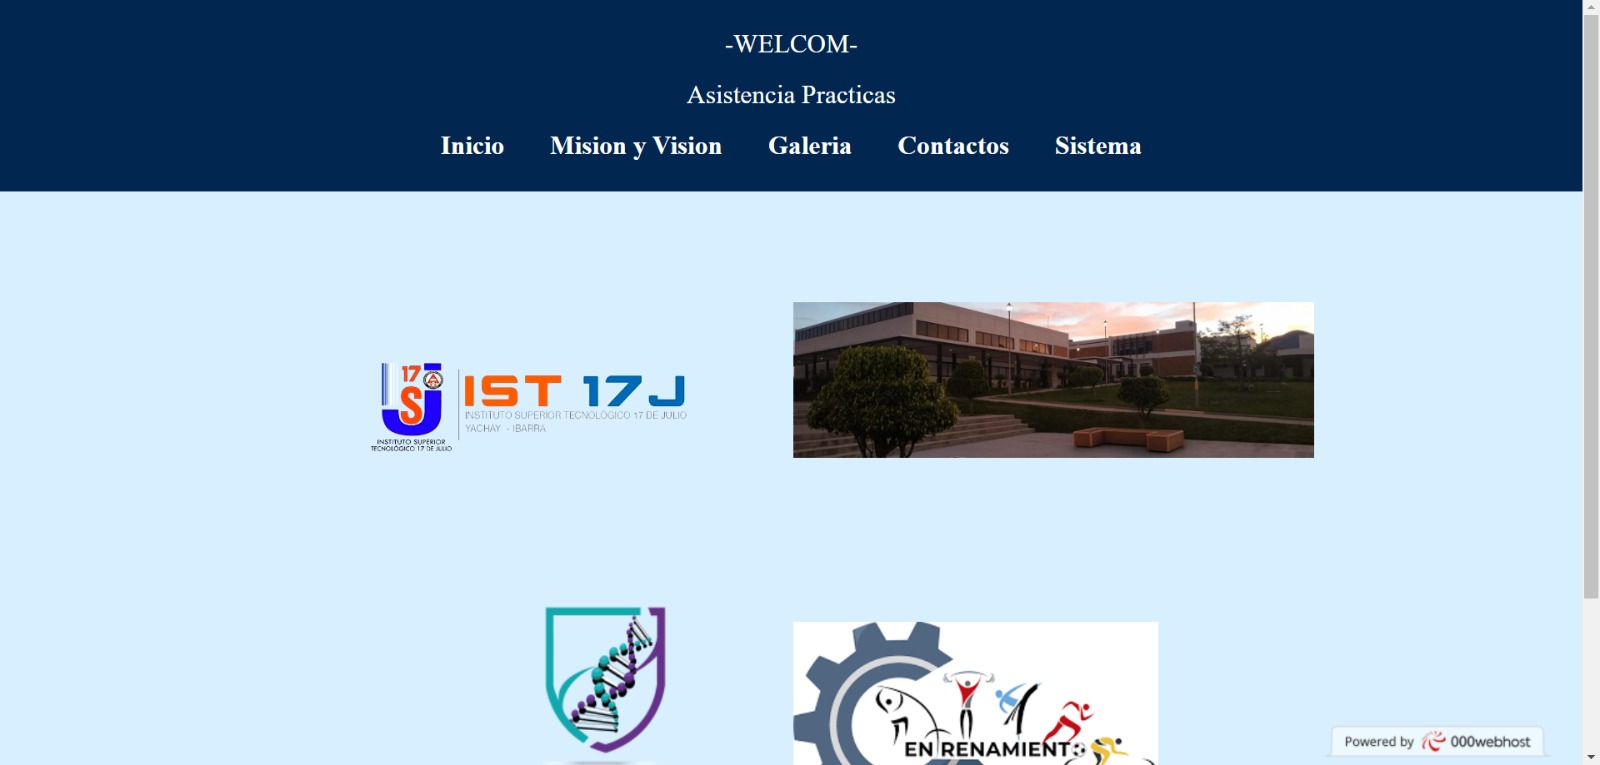 -WELCOM-
Asistencia Practicas
Inicio Mision y Vision Galeria Contactos Sistema
17
SJ
INSTITUTO SUPERIOR
TECNOLÓGICO 17 DE JULIO
IST 17J
INSTITUTO SUPERIOR TECNOLÓGICO 17 DE JULIO
YACHAY - IBARRA
ENTRENAMIENTO
Powered by 000webhost